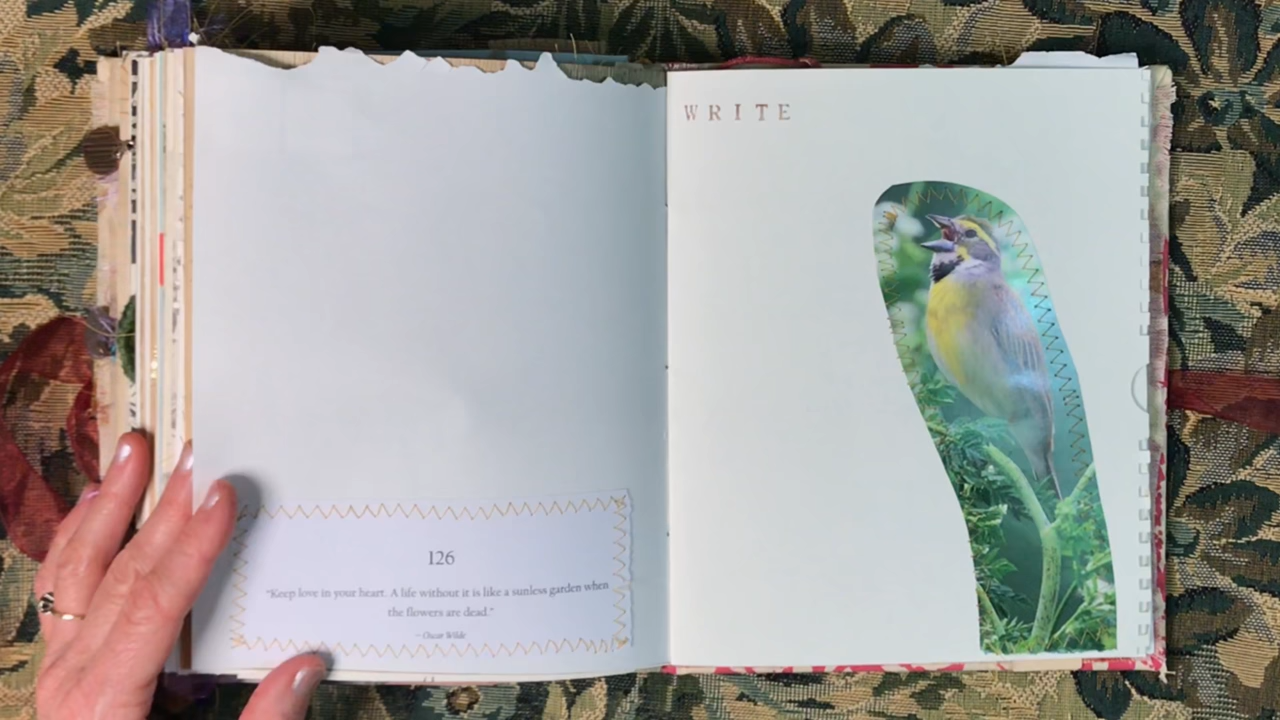 126
"Keep love in your heart. A life without it is like a sunless garden when
the flowers are dead."
~ Oscar Wilde
WRITE